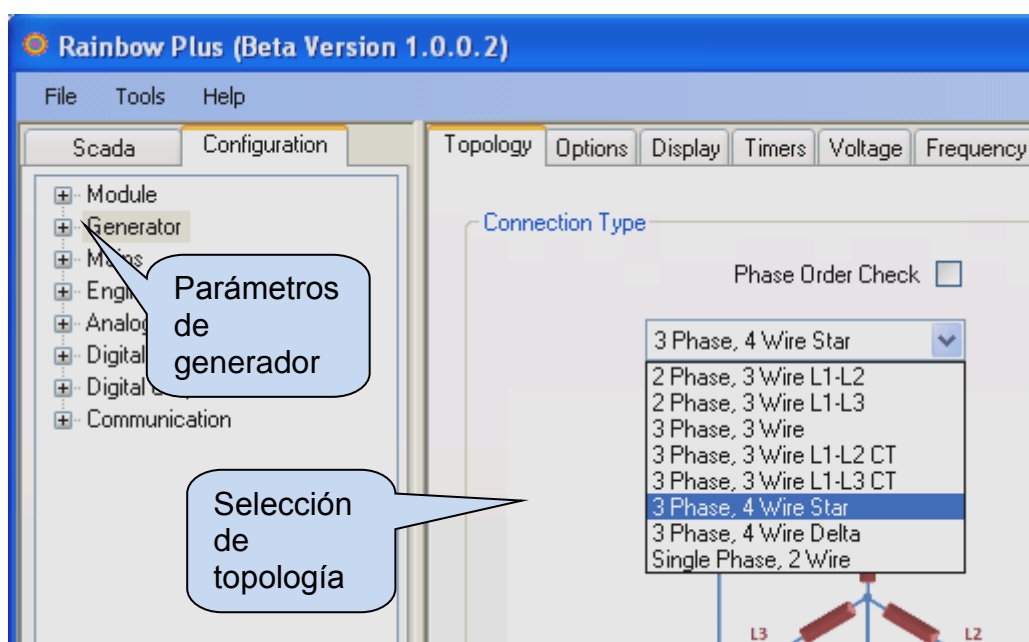 Rainbow Plus (Beta Version 1.0.0.2)
File Tools Help
Scada Configuration
Topology Options Display Timers Voltage Frequency
Module
Generator
Mains
Digital
Digital
Communication
Parámetros
de
generador
Connection Type
Phase Order Check
3 Phase, 4 Wire Star
2 Phase, 3 Wire L1-L2
2 Phase, 3 Wire L1-L3
3 Phase, 3 Wire
3 Phase, 3 Wire L1-L2 CT
3 Phase, 3 Wire L1-L3 CT
3 Phase, 4 Wire Star
3 Phase, 4 Wire Delta
Single Phase, 2 Wire
Selección
de
topología
L3 L2